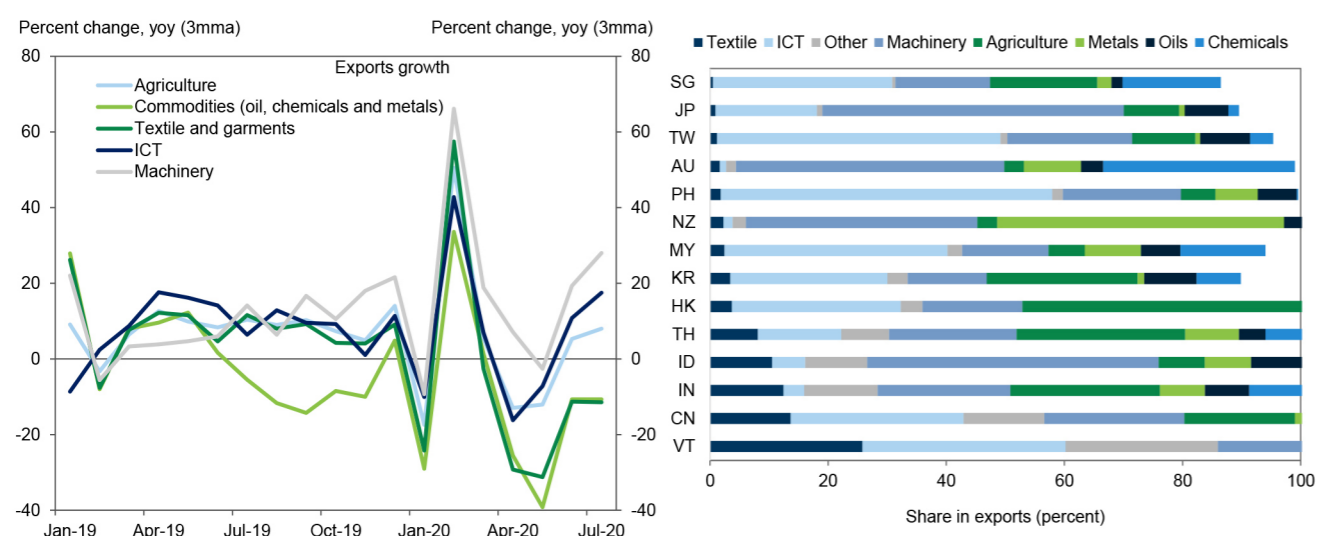 Percent change, yoy (3mma)
Percent change, yoy (3mma)
80
60
40
20
0
-20
-40
80
60
40
20
0
-20
-40
Exports growth
Agriculture
Commodities (oil, chemicals and metals)
Textile and garments
ICT
Machinery
Jan-19 Apr-19 Jul-19 Oct-19 Jan-20 Apr-20 Jul-20
Textile ICT Other Machinery Agriculture Metals Oils Chemicals
SG
JP
TW
AU
PH
NZ
MY
KR
HK
TH
ID
IN
CN
VT
0 20 40 60 80 100
Share in exports (percent)